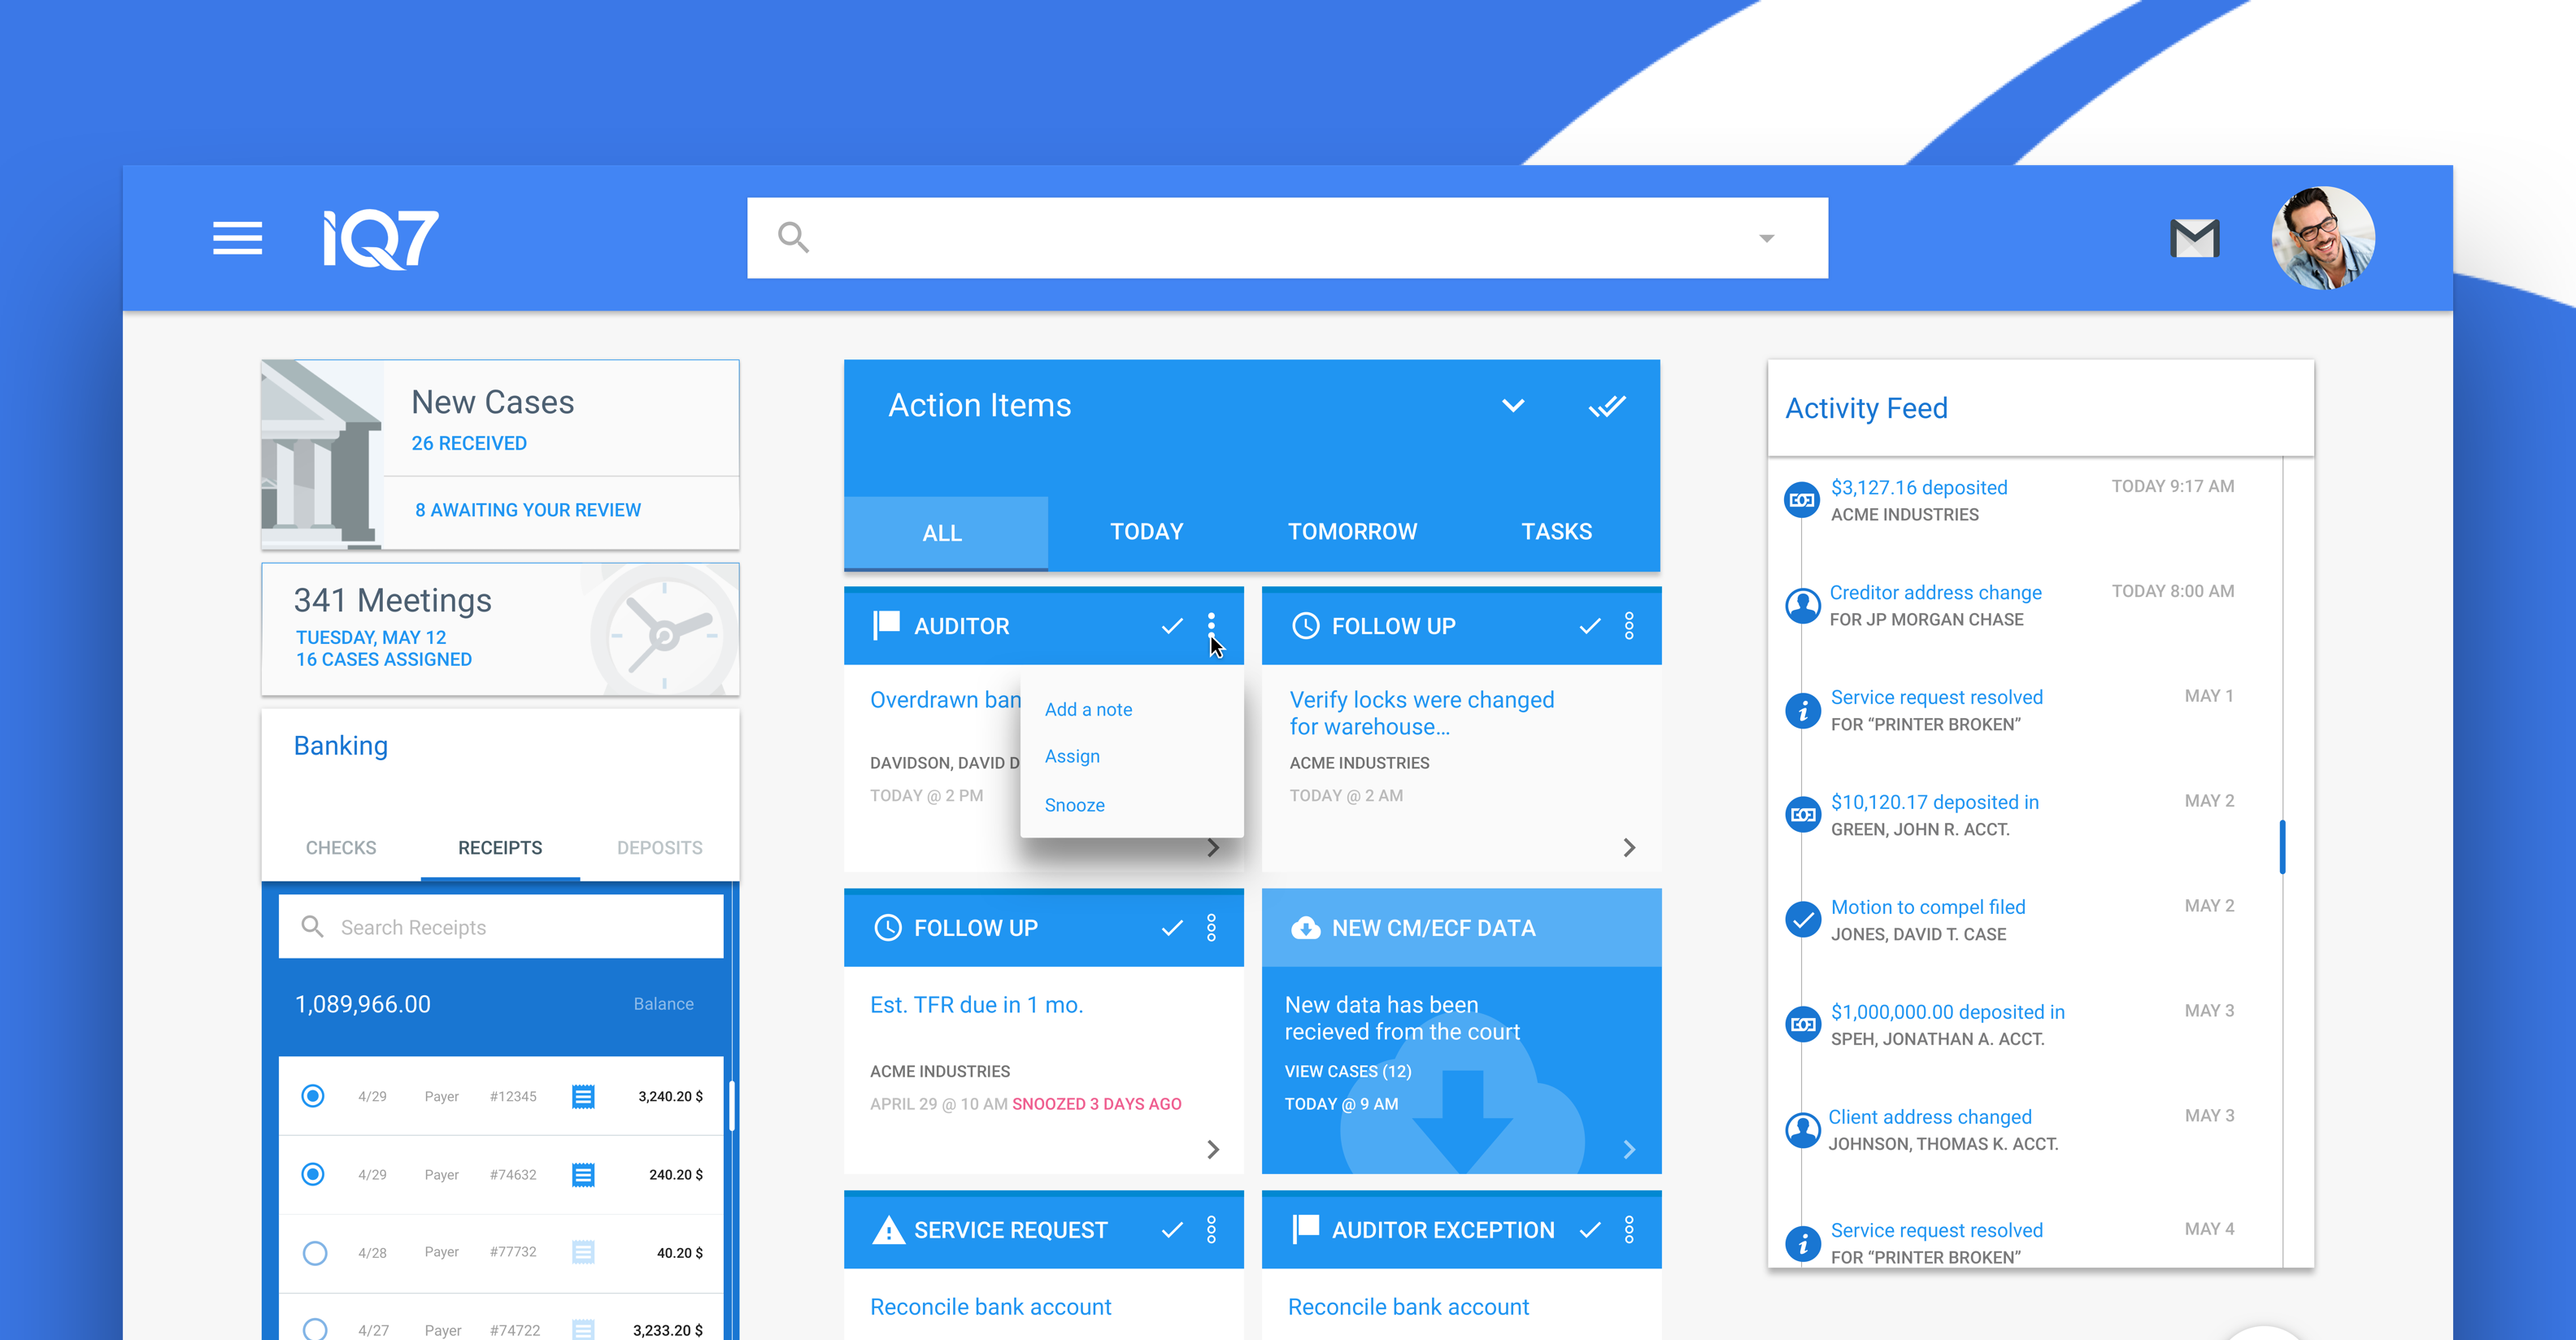 IQ7
New Cases
26 RECEIVED
8 AWAITING YOUR REVIEW
341 Meetings
TUESDAY, MAY 12
16 CASES ASSIGNED
Banking
CHECKS RECEIPTS DEPOSITS
Search Receipts
1,089,966.00 Balance
4/29 Payer #12345 3,240.20 $
4/29 Payer #74632 240.20 $
4/28 Payer #77732 40.20 $
4/27 Payer #74722 3,233.20 $
Action Items
ALL TODAY TOMORROW TASKS
AUDITOR
Overdrawn ban
DAVIDSON, DAVID D
TODAY @ 2 PM
Add a note
Assign
Snooze
FOLLOW UP
Verify locks were changed
for warehouse...
ACME INDUSTRIES
TODAY @ 2 AM
FOLLOW UP
Est. TFR due in 1 mo.
ACME INDUSTRIES
APRIL 29 @ 10 AM SNOOZED 3 DAYS AGO
NEW CM/ECF DATA
New data has been
recieved from the court
VIEW CASES (12)
TODAY @ 9 AM
SERVICE REQUEST
Reconcile bank account
AUDITOR EXCEPTION
Reconcile bank account
Activity Feed
$3,127.16 deposited TODAY 9:17 AM
ACME INDUSTRIES
Creditor address change TODAY 8:00 AM
FOR JP MORGAN CHASE
Service request resolved MAY 1
FOR “PRINTER BROKEN”
$10,120.17 deposited in MAY 2
GREEN, JOHN R. ACCT.
Motion to compel filed MAY 2
JONES, DAVID T. CASE
$1,000,000.00 deposited in MAY 3
SPEH, JONATHAN A. ACCT.
Client address changed MAY 3
JOHNSON, THOMAS K. ACCT.
Service request resolved MAY 4
FOR “PRINTER BROKEN”